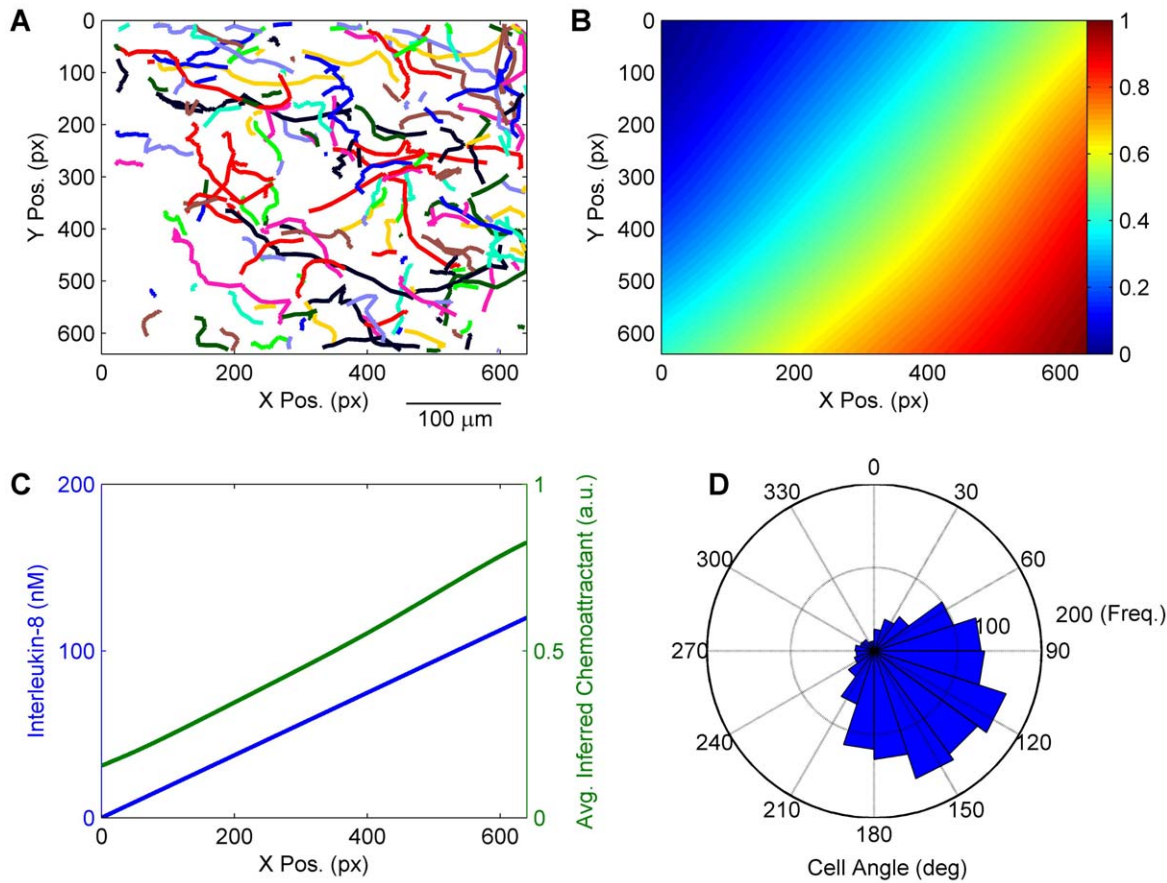 A
0
100
200
300
400
500
600
Y Pos. (px)
0 200 400 600
X Pos. (px)
100 μm
B
0
100
200
300
400
500
600
Y Pos. (px)
0 200 400 600
X Pos. (px)
1
0.8
0.6
0.4
0.2
0
C
200
100
0
Interleukin-8 (nM)
1
0.5
0
Avg. Inferred Chemoattractant (a.u.)
0 200 400 600
X Pos. (px)
D
0
30
60
200 (Freq.)
100
90
120
150
180
210
240
270
300
330
Cell Angle (deg)